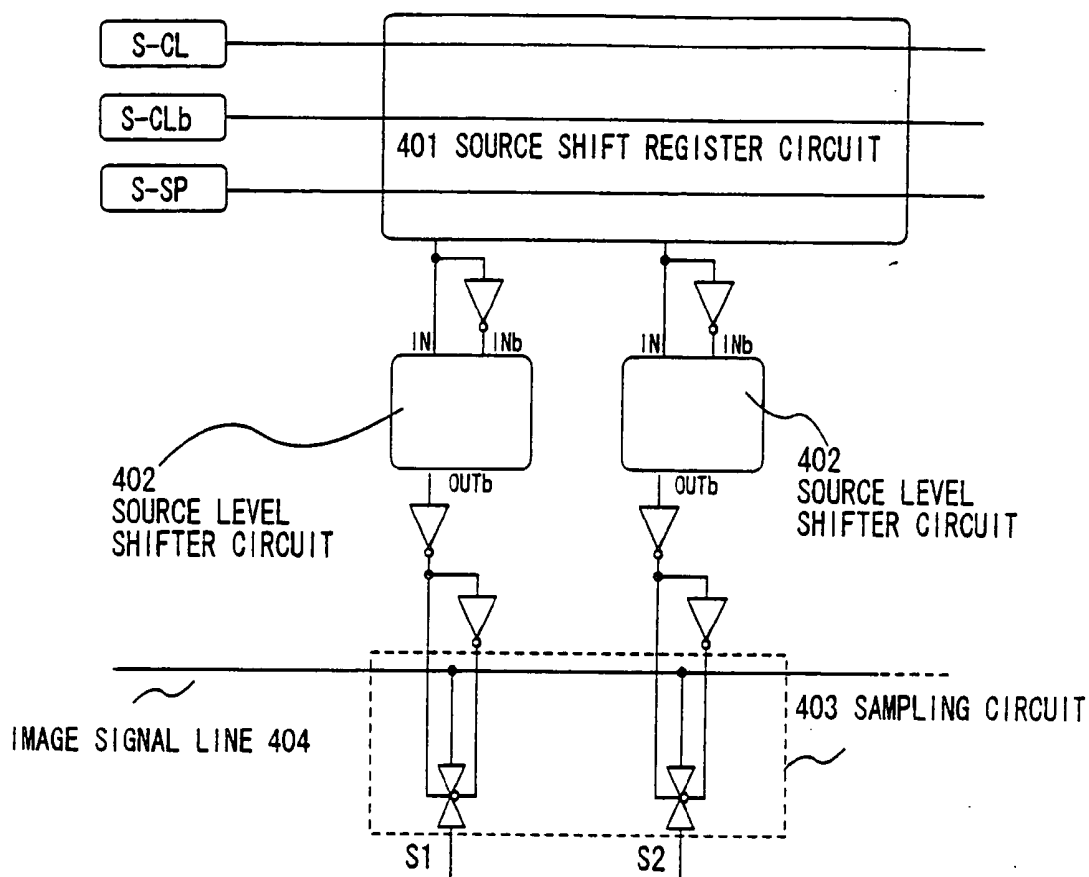 S-CL
S-CLb
S-SP
401 SOURCE SHIFT REGISTER CIRCUIT
IN
INb
IN
INb
402
SOURCE LEVEL
SHIFTER CIRCUIT
OUTb
OUTb
402
SOURCE LEVEL
SHIFTER CIRCUIT
IMAGE SIGNAL LINE 404
403 SAMPLING CIRCUIT
S1
S2